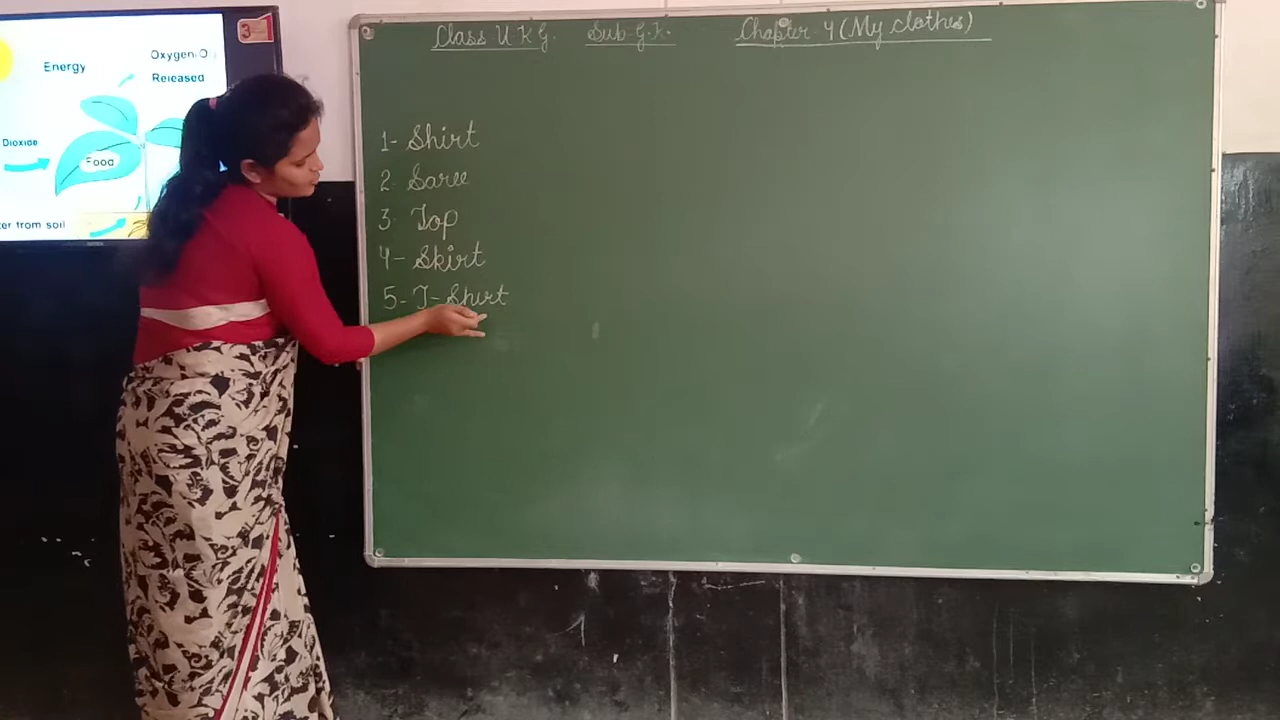 Class U K G. Sub-G.K. Chapter-4 (My clothes)
1- Shirt
2. Saree
3. Top
4- Skirt
5- T-Shirt
3
Energy
Oxygen
Released
Dioxide
Food
from soil